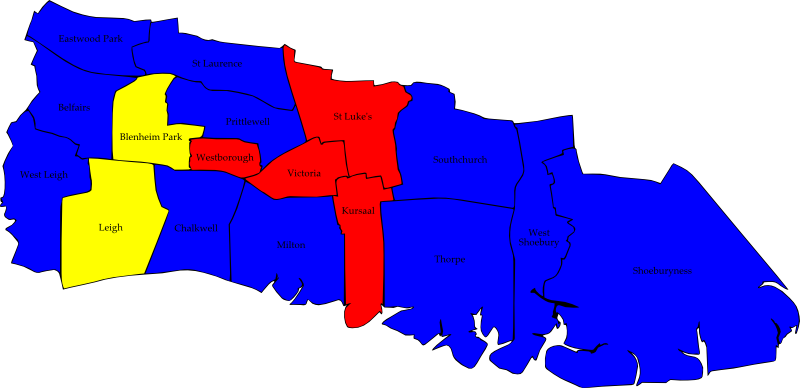 Eastwood Park
St Laurence
Belfairs
Blenheim Park
Prittlewell
St Luke's
Westborough
Southchurch
West Leigh
Victoria
Leigh
Chalkwell
Kursaal
Milton
West
Shoebury
Thorpe
Shoeburyness